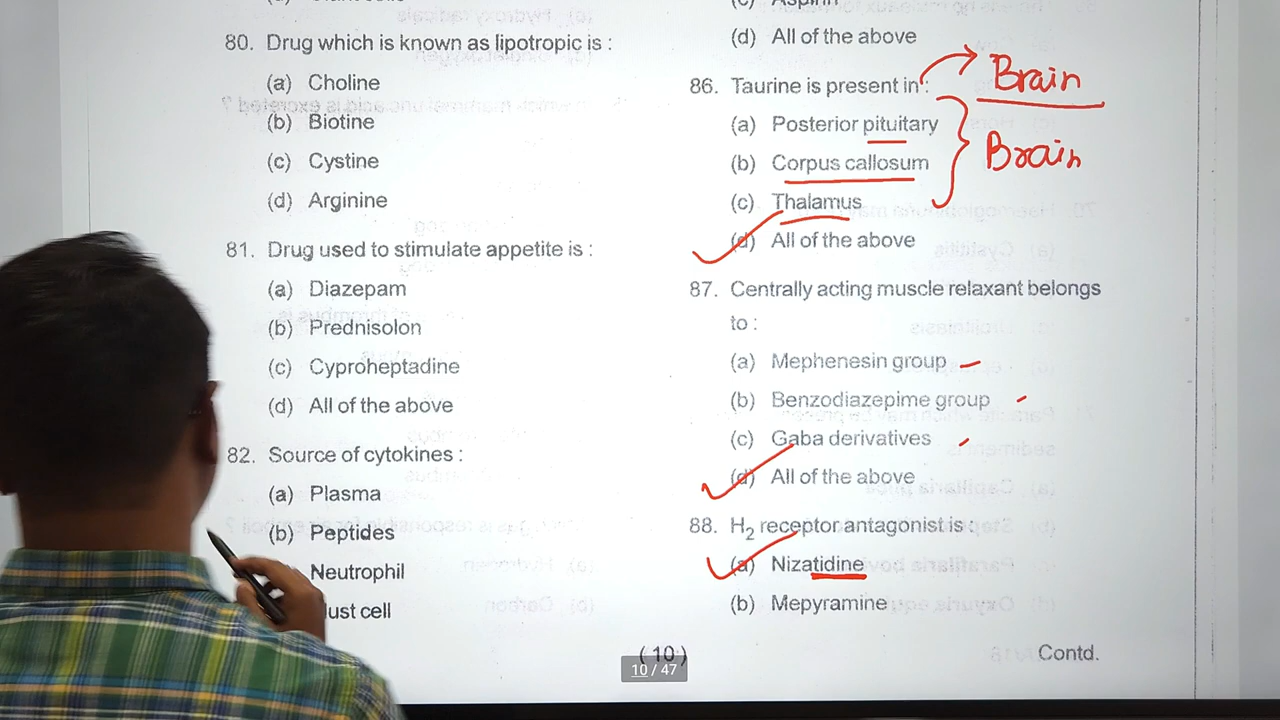 80. Drug which is known as lipotropic is :
(a) Choline
(b) Biotine
(c) Cystine
(d) Arginine
81. Drug used to stimulate appetite is :
(a) Diazepam
(b) Prednisolon
(c) Cyproheptadine
(d) All of the above
82. Source of cytokines :
(a) Plasma
(b) Peptides
Neutrophil
cell
(d) All of the above
86. Taurine is present in : Brain
(a) Posterior pituitary
(b) Corpus callosum Brain
(c) Thalamus
(d) All of the above
87. Centrally acting muscle relaxant belongs
to :
(a) Mephenesin group
(b) Benzodiazepime group
(c) Gaba derivatives
(d) All of the above
88. H2 receptor antagonist is :
(a) Nizatidine
(b) Mepyramine
( 10 )
10 / 47
Contd.